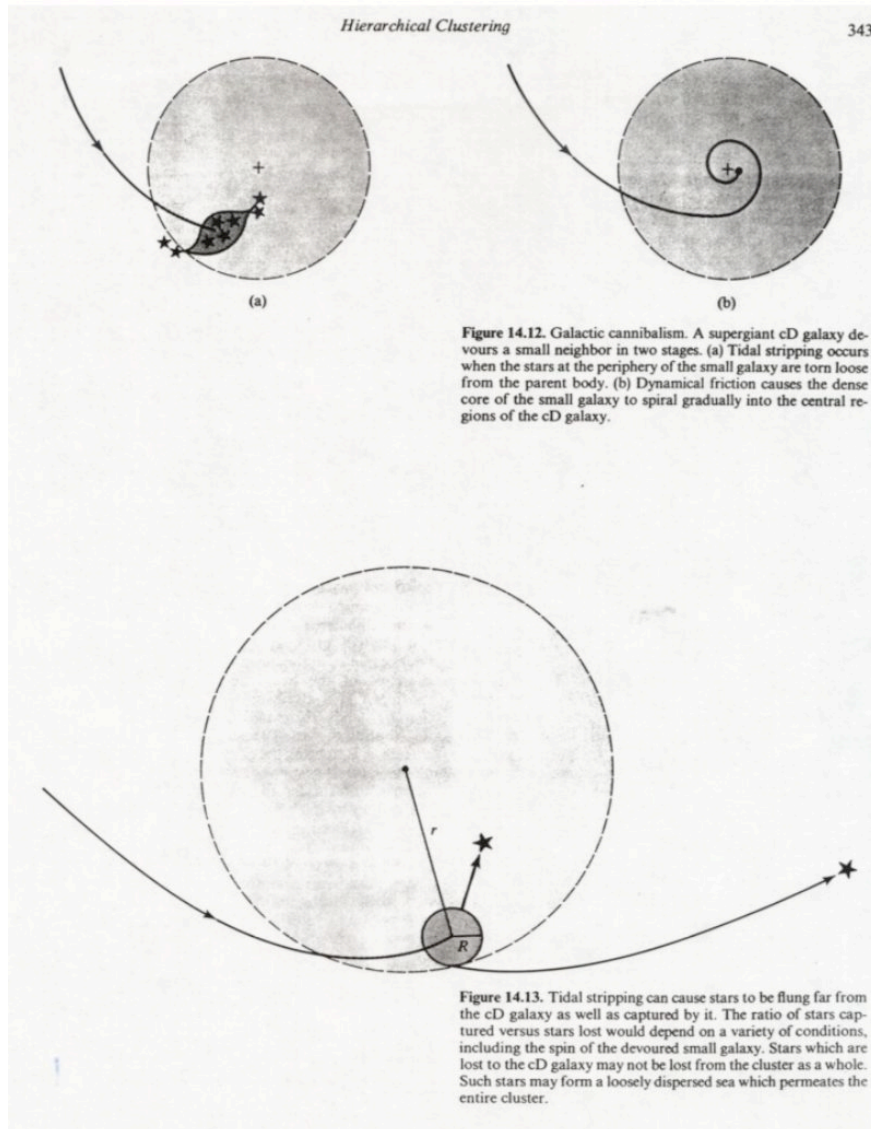 Hierarchical Clustering
343
(a)
(b)
Figure 14.12. Galactic cannibalism. A supergiant cD galaxy de-
vours a small neighbor in two stages. (a) Tidal stripping occurs
when the stars at the periphery of the small galaxy are torn loose
from the parent body. (b) Dynamical friction causes the dense
core of the small galaxy to spiral gradually into the central re-
gions of the cD galaxy.
r
R
Figure 14.13. Tidal stripping can cause stars to be flung far from
the cD galaxy as well as captured by it. The ratio of stars cap-
tured versus stars lost would depend on a variety of conditions,
including the spin of the devoured small galaxy. Stars which are
lost to the cD galaxy may not be lost from the cluster as a whole.
Such stars may form a loosely dispersed sea which permeates the
entire cluster.